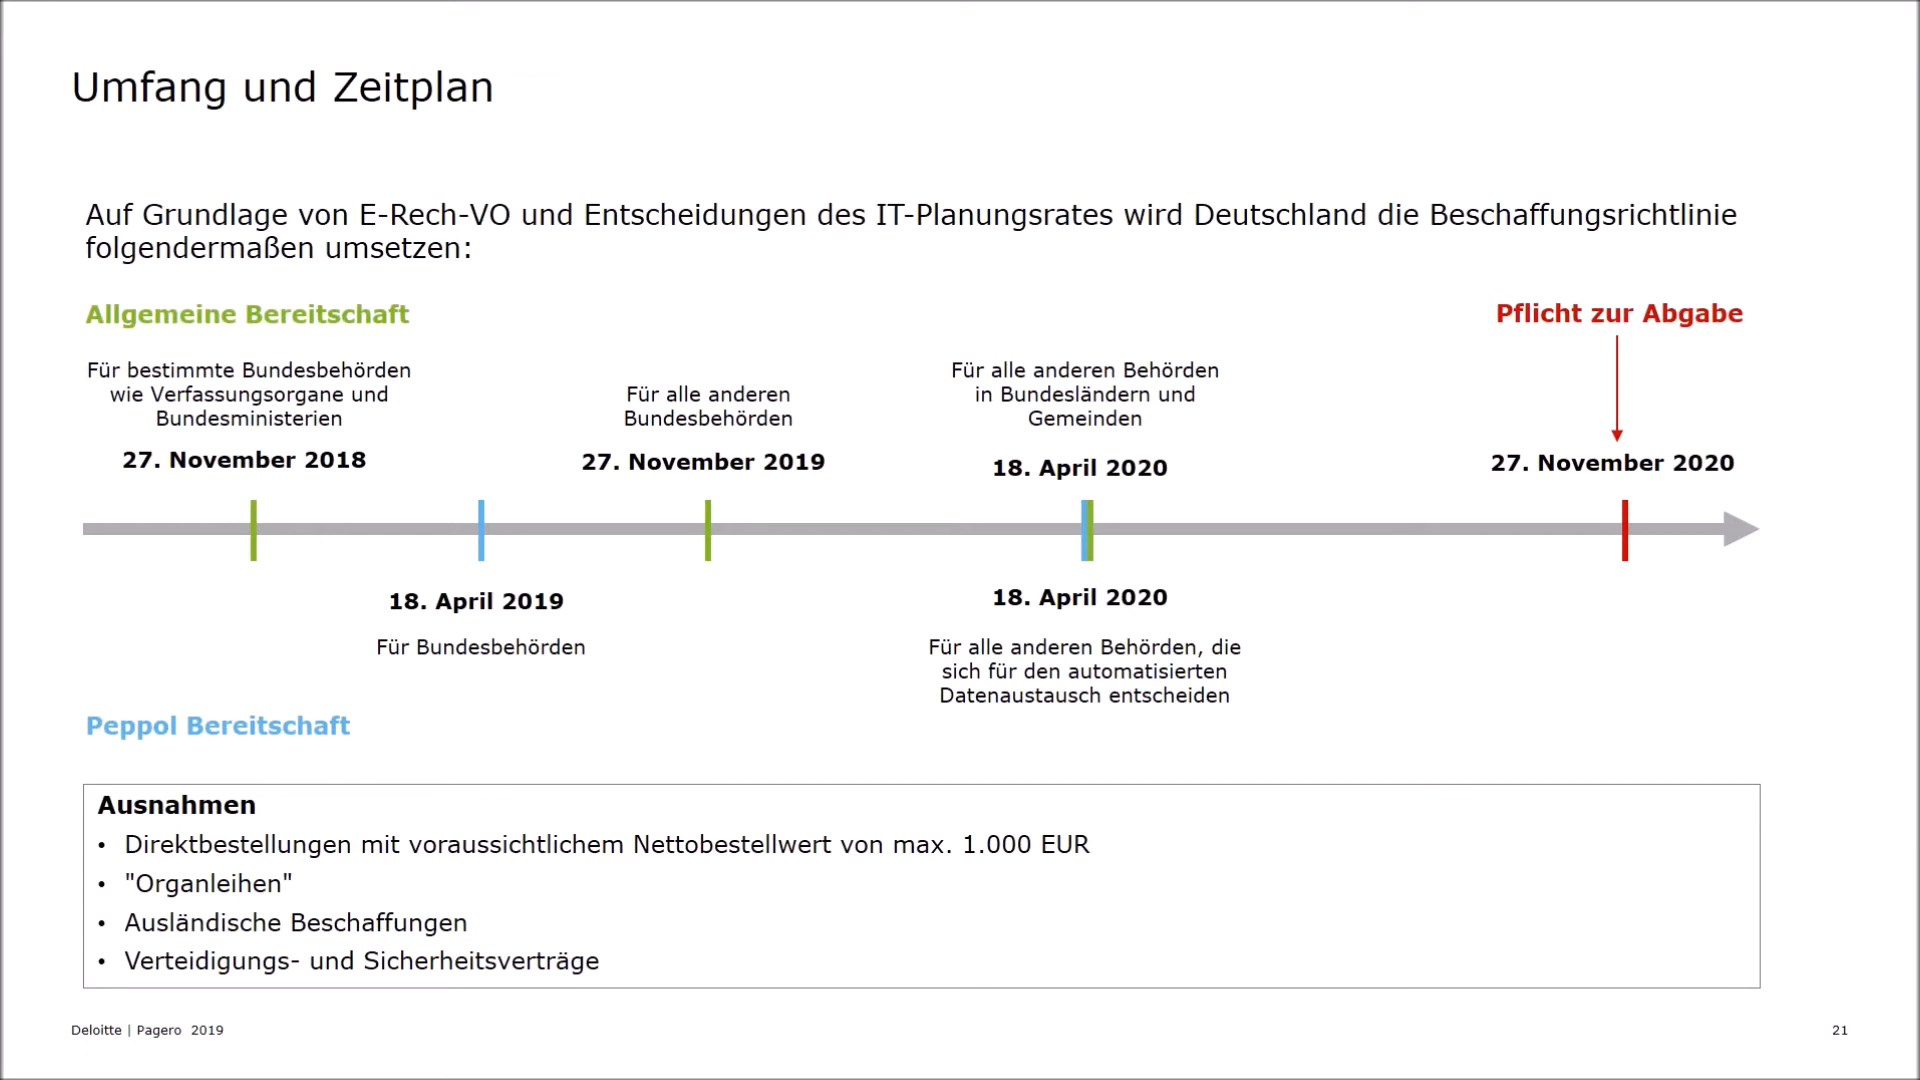 Umfang und Zeitplan
Auf Grundlage von E-Rech-VO und Entscheidungen des IT-Planungsrates wird Deutschland die Beschaffungsrichtlinie
folgendermaßen umsetzen:
Allgemeine Bereitschaft
Pflicht zur Abgabe
Für bestimmte Bundesbehörden
wie Verfassungsorgane und
Bundesministerien
27. November 2018
Für alle anderen
Bundesbehörden
27. November 2019
Für alle anderen Behörden
in Bundesländern und
Gemeinden
18. April 2020
27. November 2020
18. April 2019
Für Bundesbehörden
18. April 2020
Für alle anderen Behörden, die
sich für den automatisierten
Datenaustausch entscheiden
Peppol Bereitschaft
Ausnahmen
• Direktbestellungen mit voraussichtlichem Nettobestellwert von max. 1.000 EUR
• "Organleihen"
• Ausländische Beschaffungen
• Verteidigungs- und Sicherheitsverträge
Deloitte | Pagero 2019
21